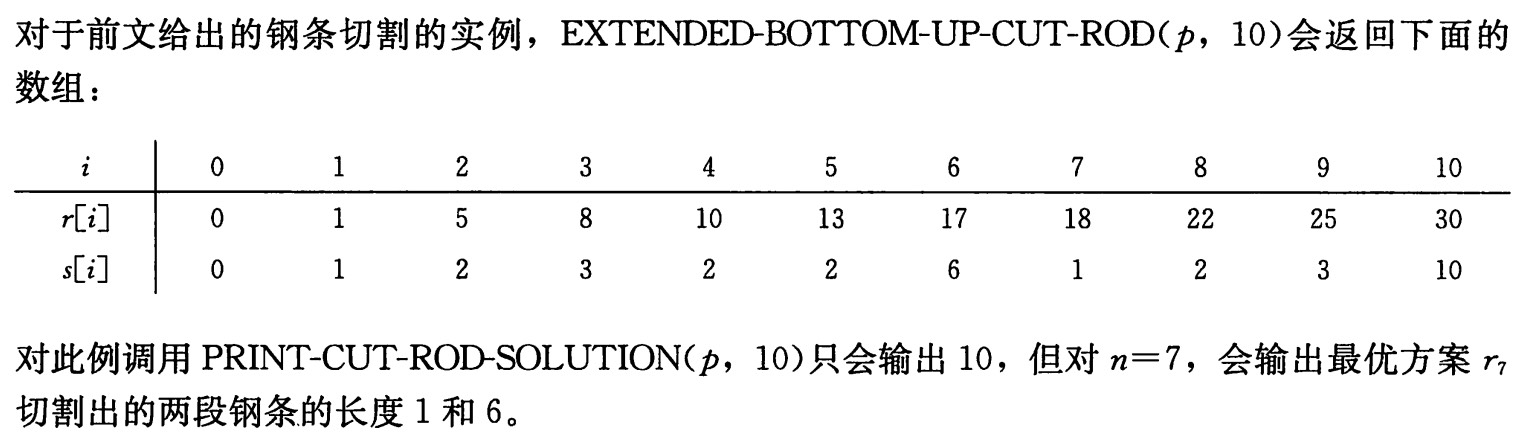 对于前文给出的钢条切割的实例，EXTENDED-BOTTOM-UP-CUT-ROD(p，10)会返回下面的
数组：
i 0 1 2 3 4 5 6 7 8 9 10
r[i] 0 1 5 8 10 13 17 18 22 25 30
s[i] 0 1 2 3 2 2 6 1 2 3 10
对此例调用 PRINT-CUT-ROD-SOLUTION(p，10)只会输出 10，但对 n=7，会输出最优方案 r₇
切割出的两段钢条的长度 1 和 6。